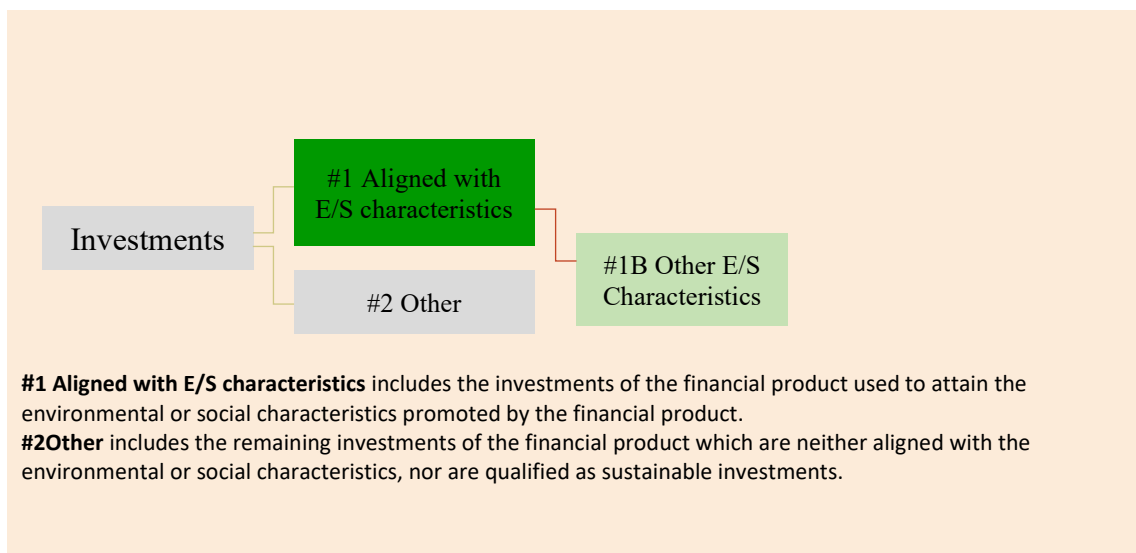 #1 Aligned with
E/S characteristics
Investments
#1B Other E/S
Characteristics
#2 Other
#1 Aligned with E/S characteristics includes the investments of the financial product used to attain the
environmental or social characteristics promoted by the financial product.
#2Other includes the remaining investments of the financial product which are neither aligned with the
environmental or social characteristics, nor are qualified as sustainable investments.